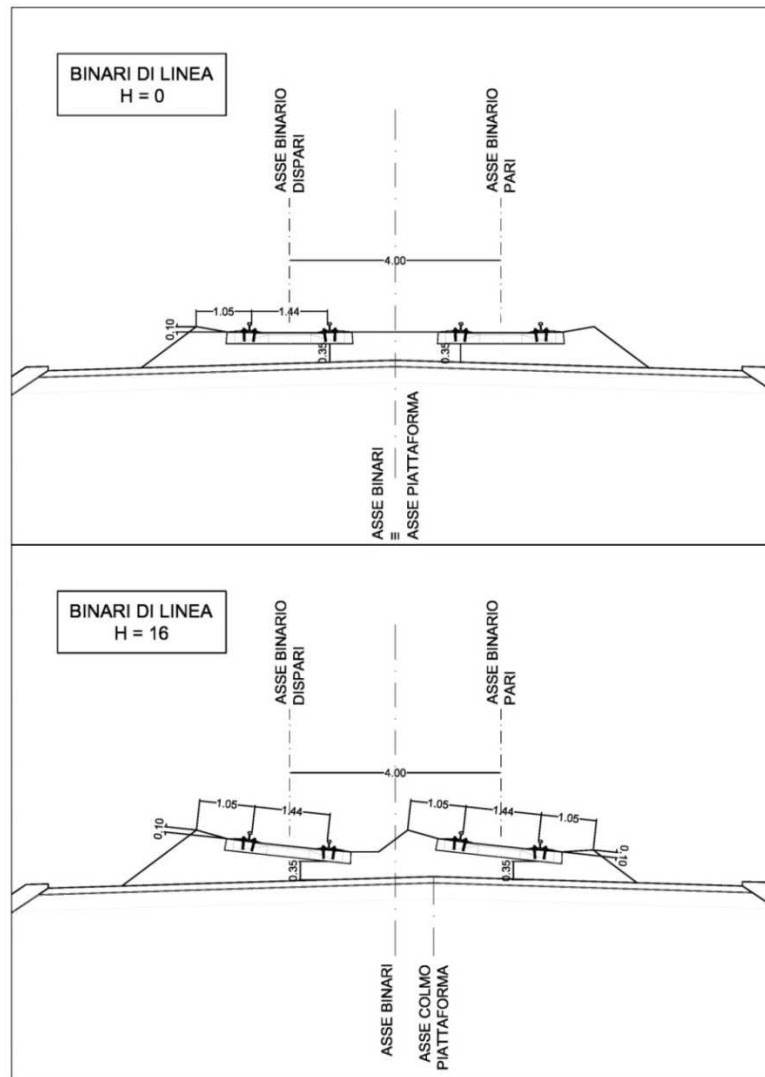 BINARI DI LINEA
H = 0
ASSE BINARIO
DISPARI
ASSE BINARIO
PARI
4.00
1.05
1.44
0.10
0.35
0.35
ASSE BINARI
≡
ASSE PIATTAFORMA
BINARI DI LINEA
H = 16
ASSE BINARIO
DISPARI
ASSE BINARIO
PARI
4.00
1.05
1.44
1.05
1.44
1.05
0.10
0.10
0.35
0.35
ASSE BINARI
ASSE COLMO
PIATTAFORMA